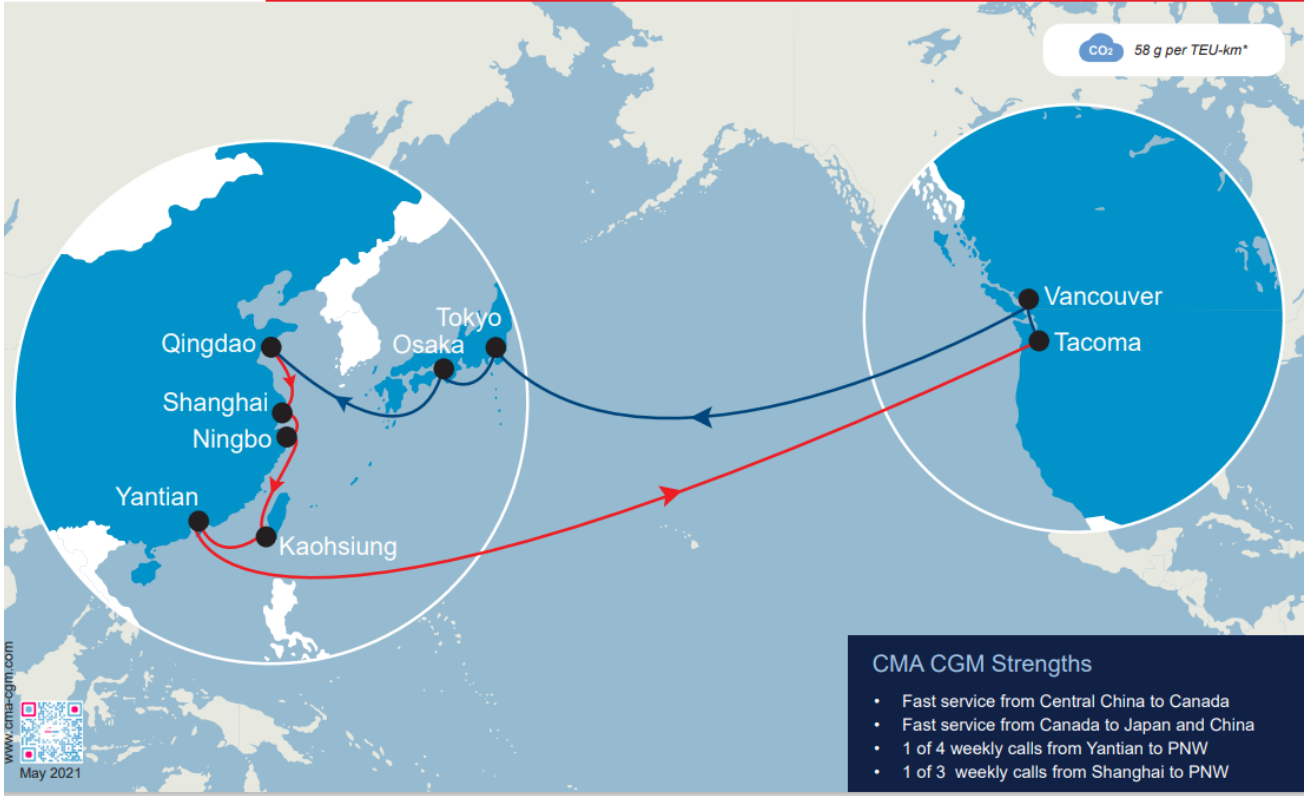 CO₂ 58 g per TEU-km*
Tokyo
Osaka
Qingdao
Shanghai
Ningbo
Yantian
Kaohsiung
Vancouver
Tacoma
CMA CGM Strengths
• Fast service from Central China to Canada
• Fast service from Canada to Japan and China
• 1 of 4 weekly calls from Yantian to PNW
• 1 of 3 weekly calls from Shanghai to PNW
www.cma-cgm.com
May 2021